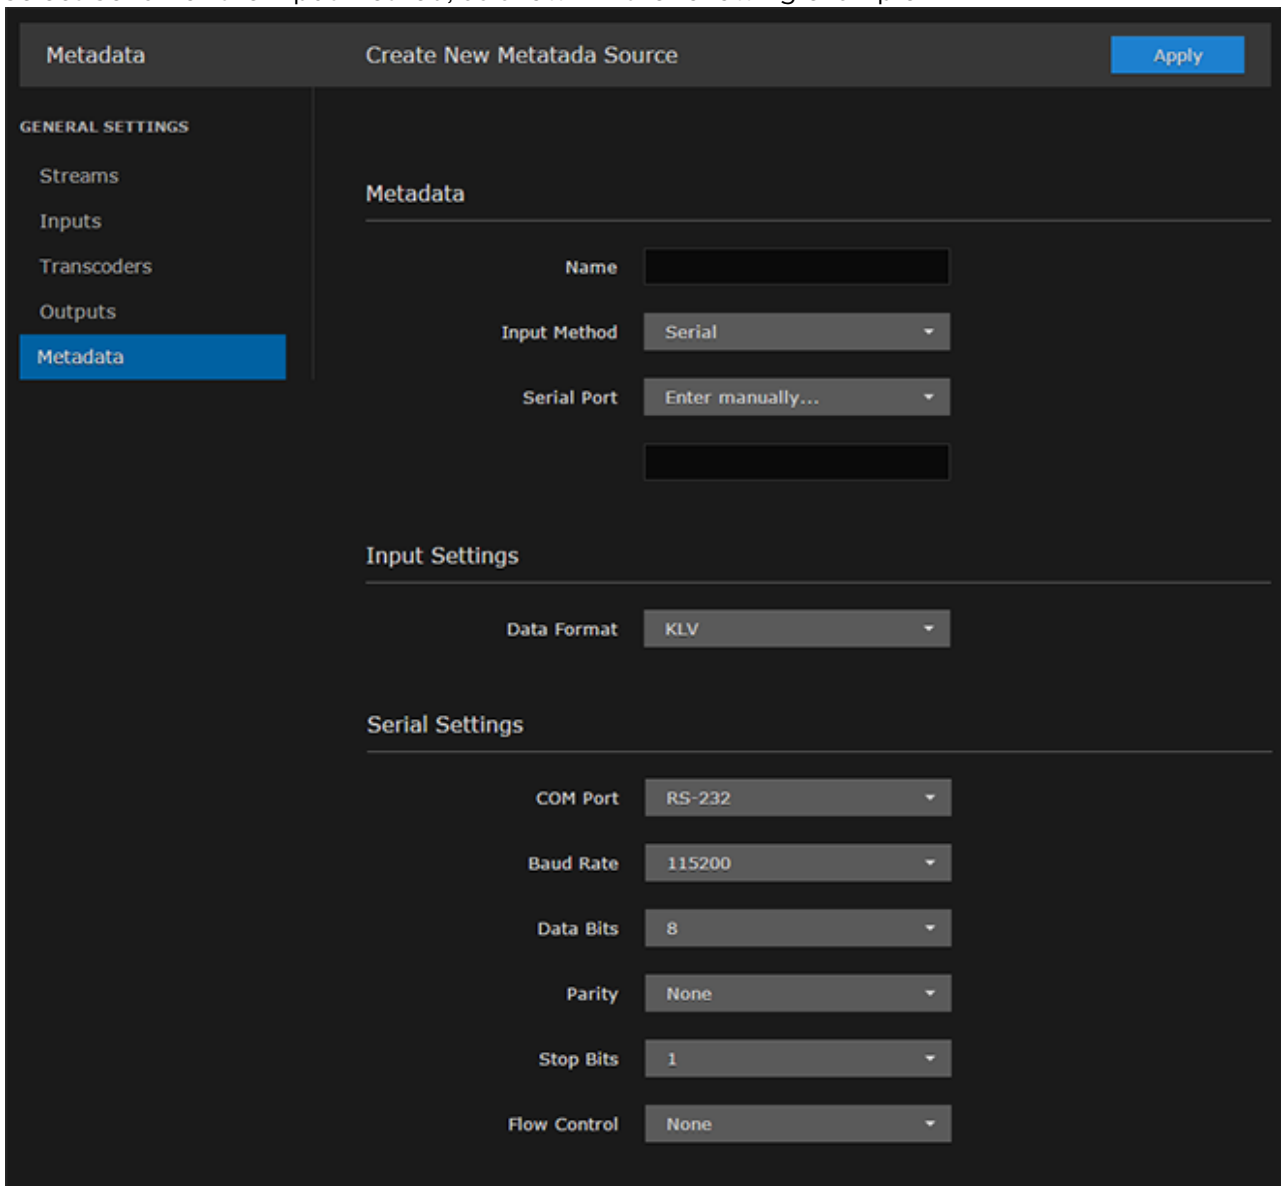 Metadata
Create New Metatada Source
Apply
GENERAL SETTINGS
Streams
Inputs
Transcoders
Outputs
Metadata
Metadata
Name
Input Method Serial
Serial Port Enter manually...
Input Settings
Data Format KLV
Serial Settings
COM Port RS-232
Baud Rate 115200
Data Bits 8
Parity None
Stop Bits 1
Flow Control None